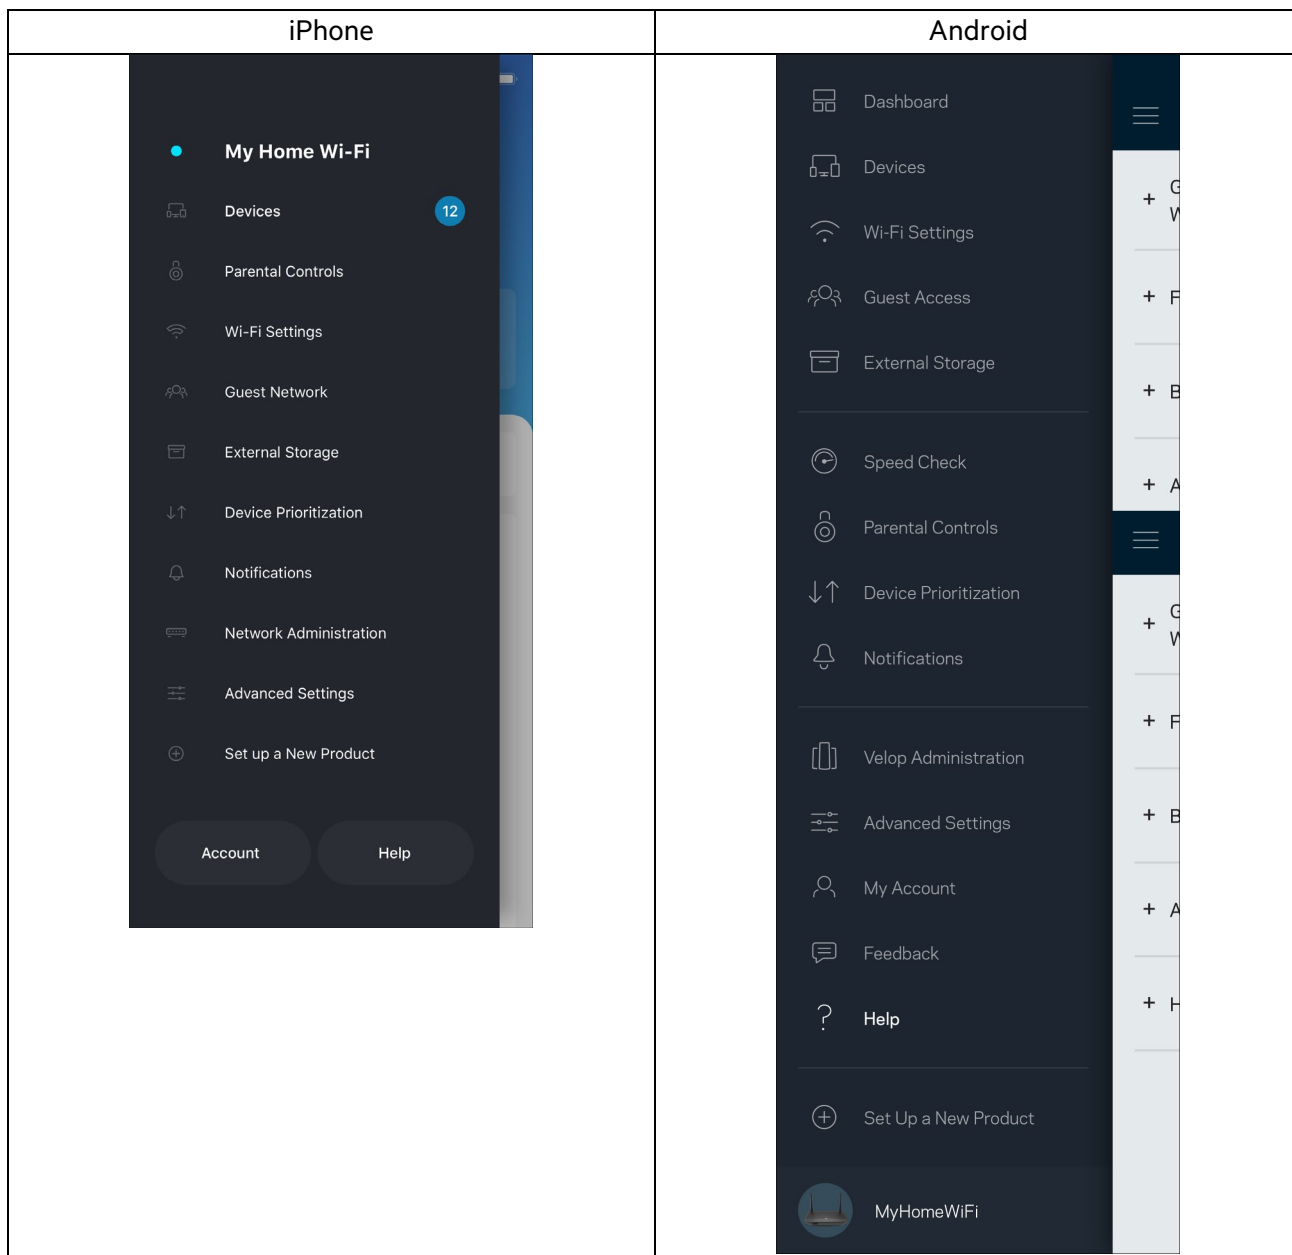 iPhone
Android
My Home Wi-Fi
Devices 12
Parental Controls
Wi-Fi Settings
Guest Network
External Storage
Device Prioritization
Notifications
Network Administration
Advanced Settings
Set up a New Product
Account Help
Dashboard
Devices
Wi-Fi Settings
Guest Access
External Storage
Speed Check
Parental Controls
Device Prioritization
Notifications
Velop Administration
Advanced Settings
My Account
Feedback
Help
Set Up a New Product
MyHomeWiFi